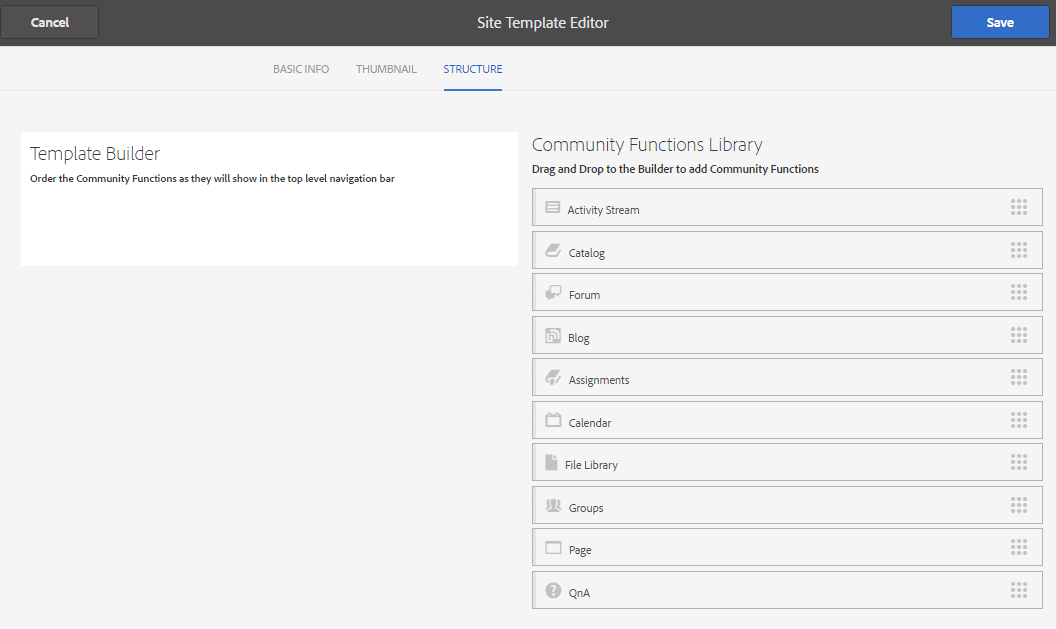 Cancel
Site Template Editor
Save
BASIC INFO
THUMBNAIL
STRUCTURE
Template Builder
Order the Community Functions as they will show in the top level navigation bar
Community Functions Library
Drag and Drop to the Builder to add Community Functions
Activity Stream
Catalog
Forum
Blog
Assignments
Calendar
File Library
Groups
Page
QnA